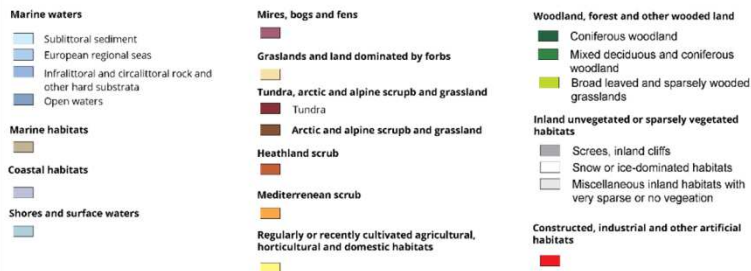 Marine waters
Sublittoral sediment
European regional seas
Infralittoral and circalittoral rock and
other hard substrata
Open waters
Marine habitats
Coastal habitats
Shores and surface waters
Mires, bogs and fens
Graslands and land dominated by forbs
Tundra, arctic and alpine scrupb and grassland
Tundra
Arctic and alpine scrupb and grassland
Heathland scrub
Mediterrenean scrub
Regularly or recently cultivated agricultural,
horticultural and domestic habitats
Woodland, forest and other wooded land
Coniferous woodland
Mixed deciduous and coniferous
woodland
Broad leaved and sparsely wooded
grasslands
Inland unvegetated or sparsely vegetated
habitats
Screes, inland cliffs
Snow or ice-dominated habitats
Miscellaneous inland habitats with
very sparse or no vegeation
Constructed, industrial and other artificial
habitats